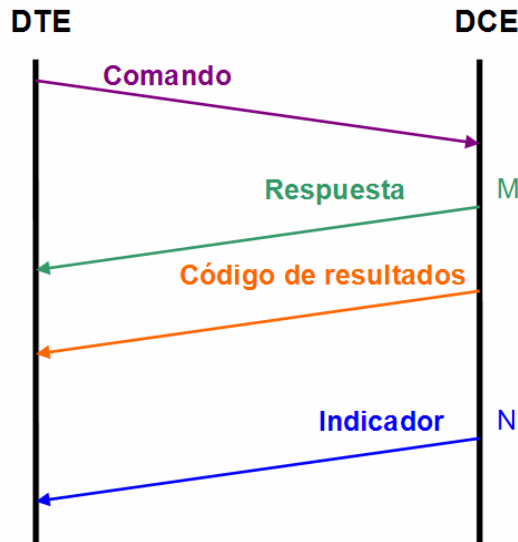 DTE DCE
Comando
Respuesta M
Código de resultados
Indicador N